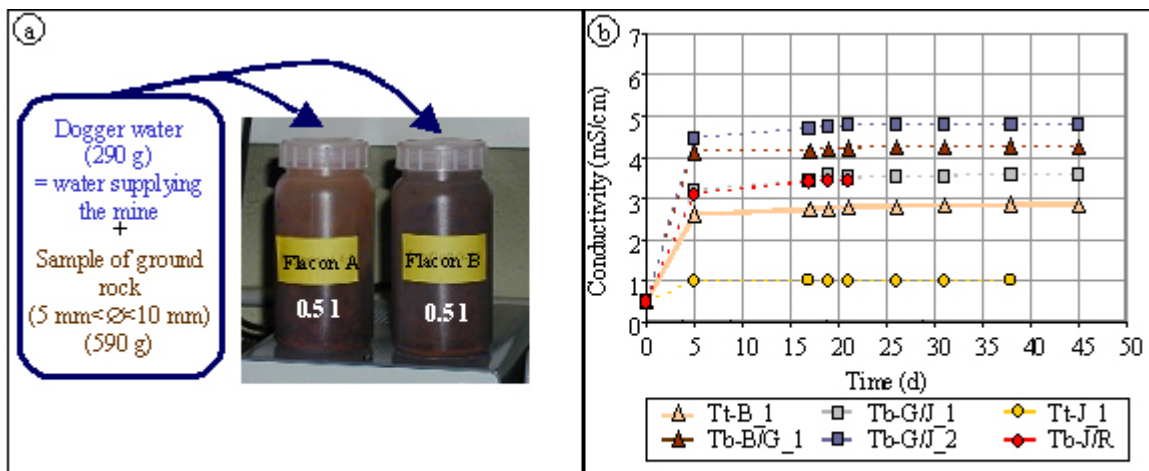 a
Dogger water
(290 g)
= water supplying
the mine
+
Sample of ground
rock
(5 mm<Ø<10 mm)
(590 g)
Flacon A
0.5 l
Flacon B
0.5 l
b
Conductivity (mS/cm)
7
6
5
4
3
2
1
0
0 5 10 15 20 25 30 35 40 45 50
Time (d)
Tt-B_1 Tb-G/J_1 Tt-J_1
Tb-B/G_1 Tb-G/J_2 Tb-J/R